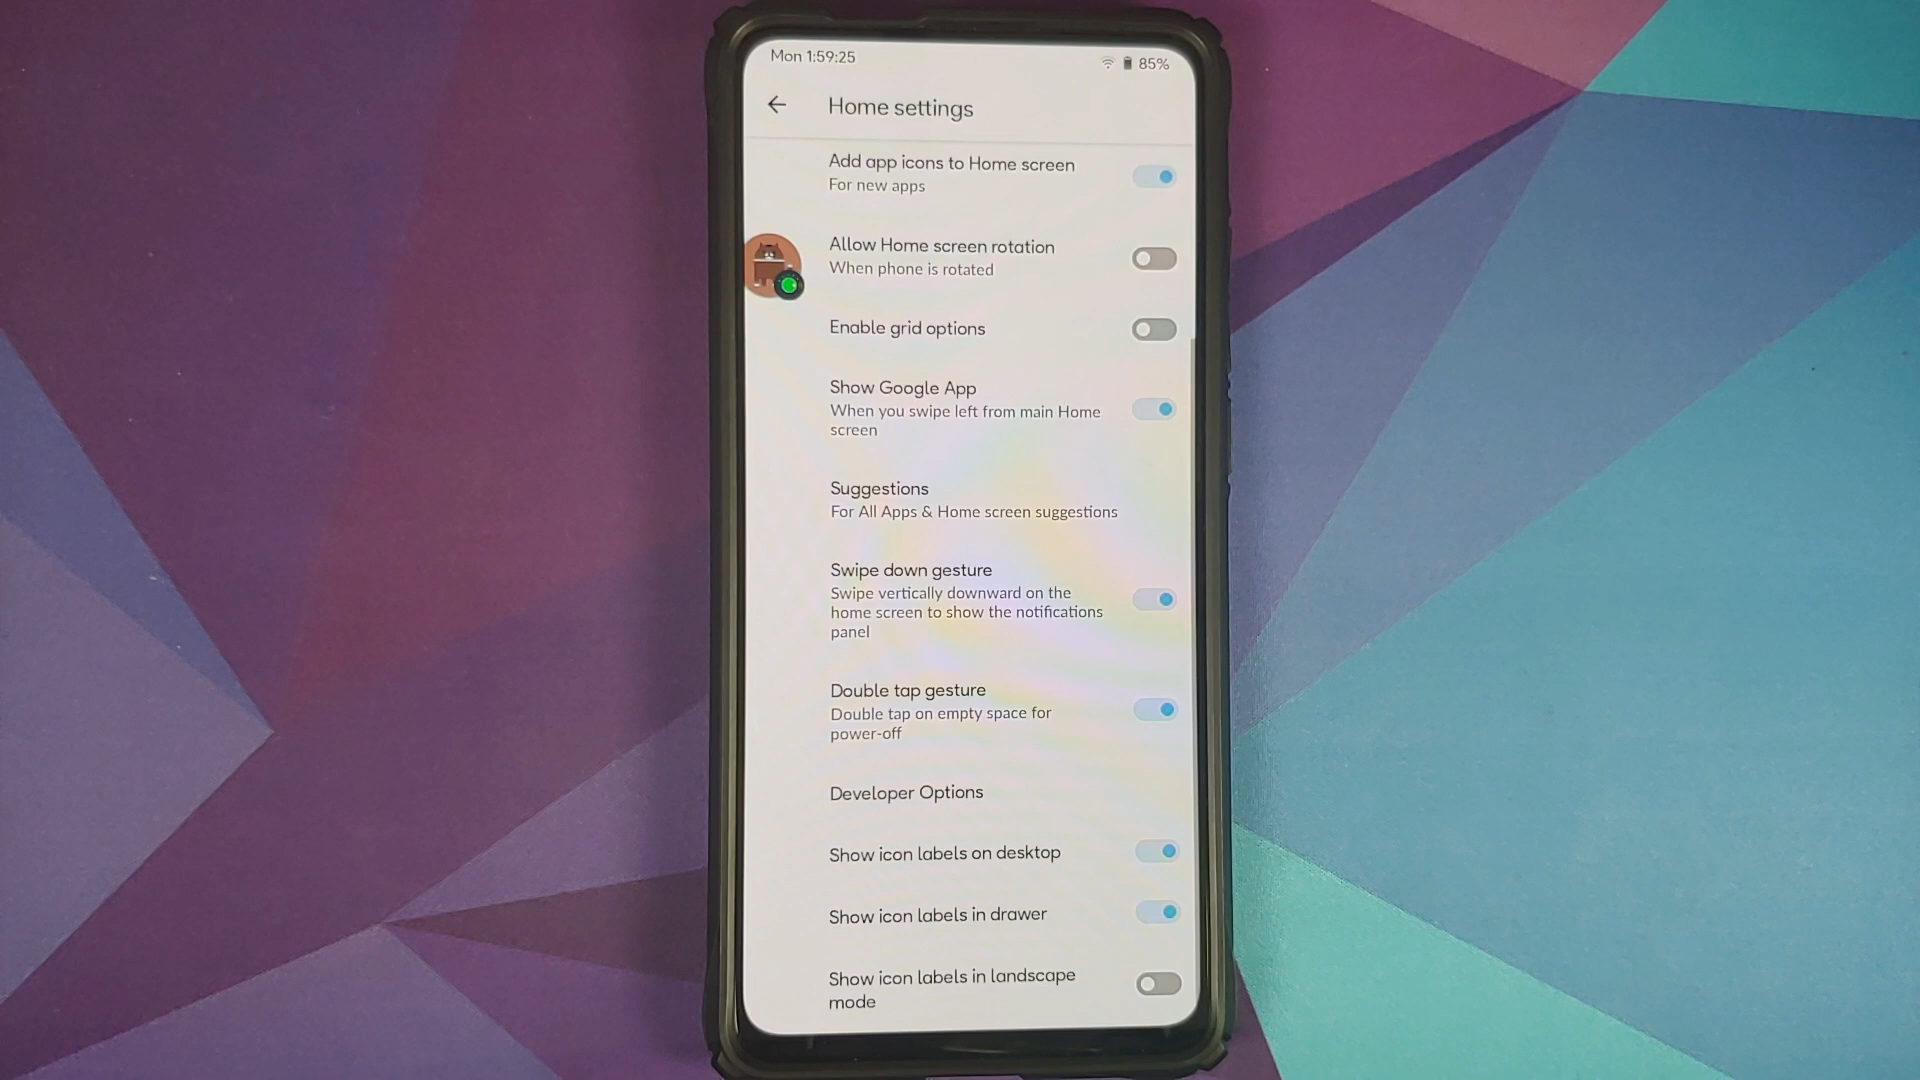 Mon 1:59:25
85%
Home settings
Add app icons to Home screen
For new apps
Allow Home screen rotation
When phone is rotated
Enable grid options
Show Google App
When you swipe left from main Home
screen
Suggestions
For All Apps & Home screen suggestions
Swipe down gesture
Swipe vertically downward on the
home screen to show the notifications
panel
Double tap gesture
Double tap on empty space for
power-off
Developer Options
Show icon labels on desktop
Show icon labels in drawer
Show icon labels in landscape
mode